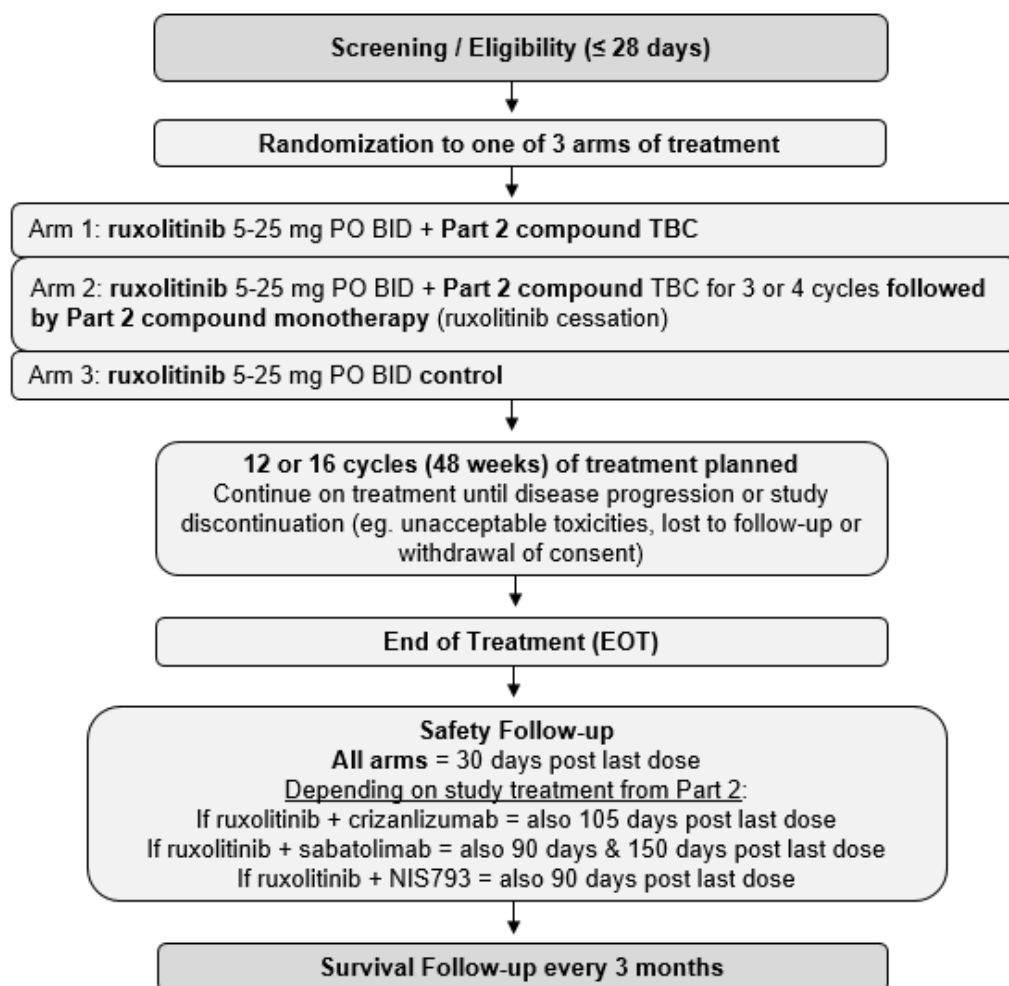 Screening / Eligibility (≤ 28 days)
Randomization to one of 3 arms of treatment
Arm 1: ruxolitinib 5-25 mg PO BID + Part 2 compound TBC
Arm 2: ruxolitinib 5-25 mg PO BID + Part 2 compound TBC for 3 or 4 cycles followed
by Part 2 compound monotherapy (ruxolitinib cessation)
Arm 3: ruxolitinib 5-25 mg PO BID control
12 or 16 cycles (48 weeks) of treatment planned
Continue on treatment until disease progression or study
discontinuation (eg. unacceptable toxicities, lost to follow-up or
withdrawal of consent)
End of Treatment (EOT)
Safety Follow-up
All arms = 30 days post last dose
Depending on study treatment from Part 2:
If ruxolitinib + crizanlizumab = also 105 days post last dose
If ruxolitinib + sabatolimab = also 90 days & 150 days post last dose
If ruxolitinib + NIS793 = also 90 days post last dose
Survival Follow-up every 3 months